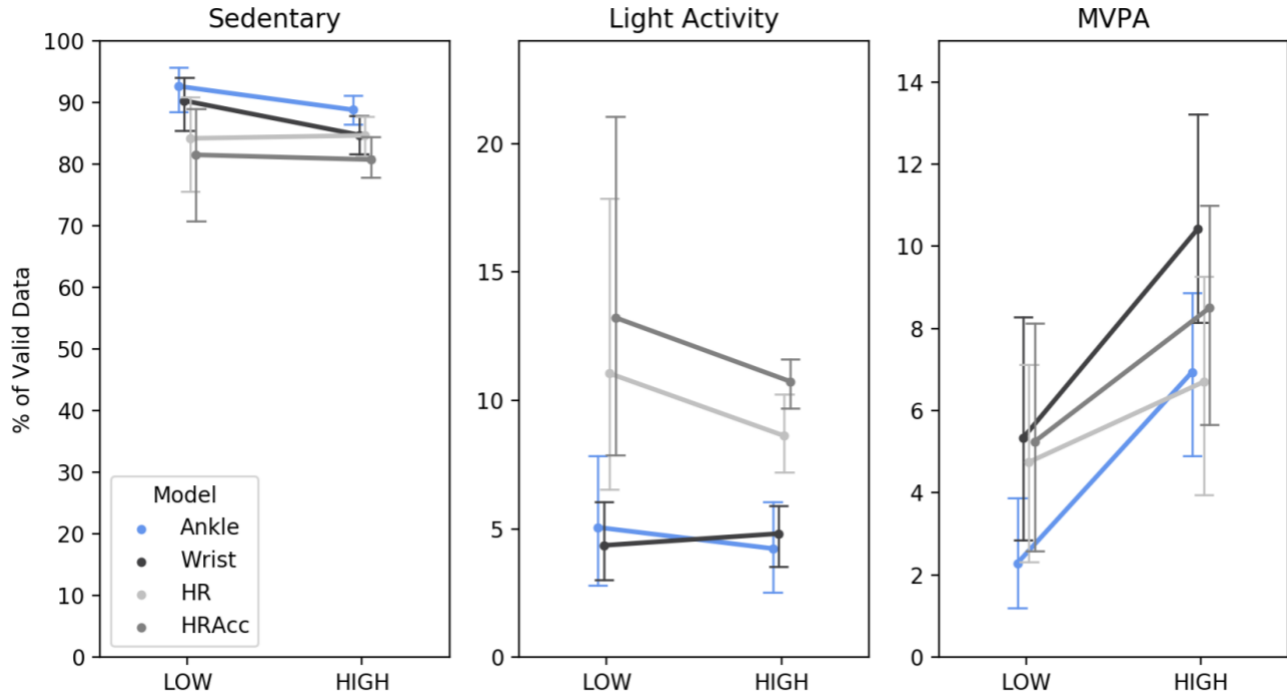 Sedentary
Light Activity
MVPA
% of Valid Data
100
90
80
70
60
50
40
30
20
10
0
Model
Ankle
Wrist
HR
HRAcc
LOW
HIGH
20
15
10
5
0
LOW
HIGH
14
12
10
8
6
4
2
0
LOW
HIGH